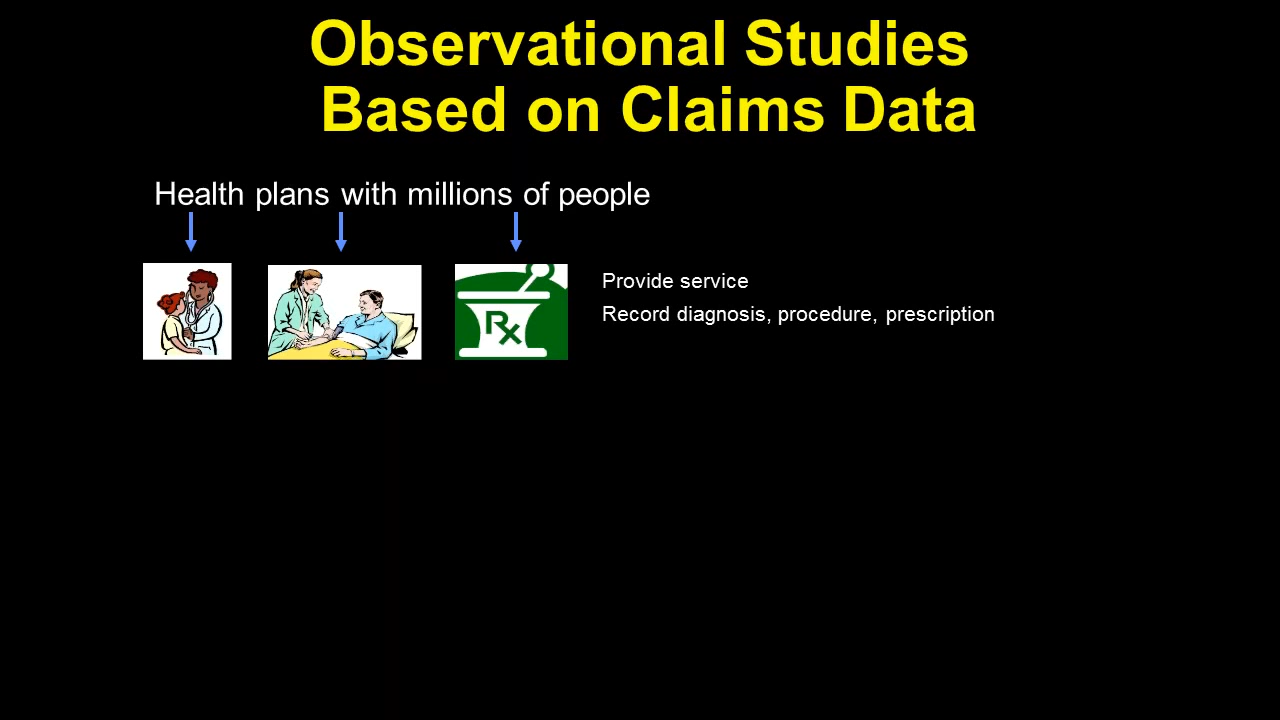 Observational Studies
Based on Claims Data
Health plans with millions of people
Rx
Provide service
Record diagnosis, procedure, prescription